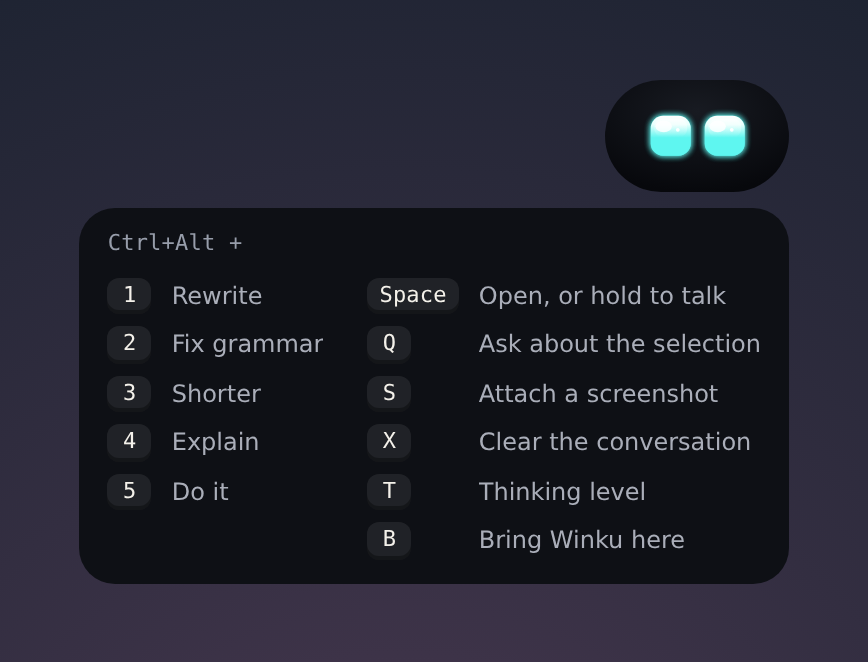 Ctrl+Alt +
1 Rewrite
2 Fix grammar
3 Shorter
4 Explain
5 Do it
Space Open, or hold to talk
Q Ask about the selection
S Attach a screenshot
X Clear the conversation
T Thinking level
B Bring Winku here